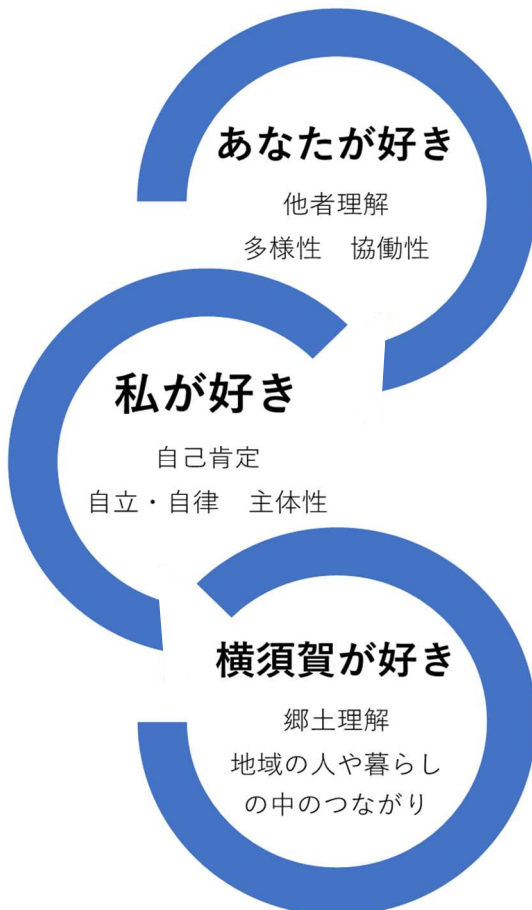 あなたが好き
他者理解
多様性　協働性
私が好き
自己肯定
自立・自律　主体性
横須賀が好き
郷土理解
地域の人や暮らし
の中のつながり